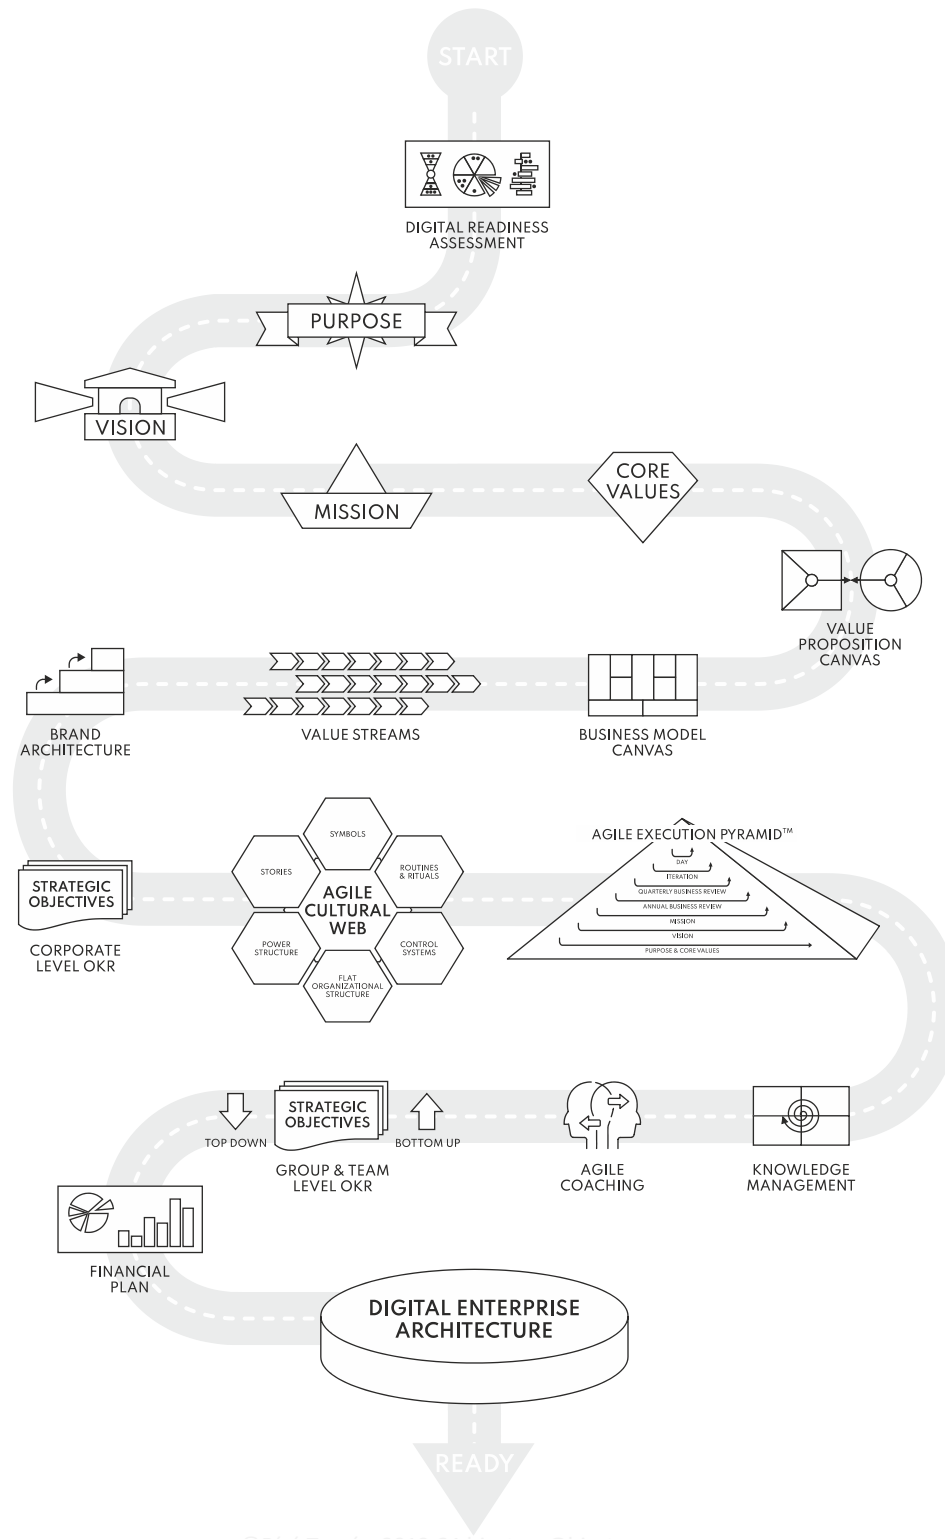 START
DIGITAL READINESS
ASSESSMENT
PURPOSE
VISION
MISSION
CORE
VALUES
VALUE
PROPOSITION
CANVAS
BUSINESS MODEL
CANVAS
VALUE STREAMS
BRAND
ARCHITECTURE
STRATEGIC
OBJECTIVES
CORPORATE
LEVEL OKR
AGILE
CULTURAL
WEB
SYMBOLS
ROUTINES
& RITUALS
CONTROL
SYSTEMS
FLAT
ORGANIZATIONAL
STRUCTURE
POWER
STRUCTURE
STORIES
AGILE EXECUTION PYRAMID™
DAY
ITERATION
QUARTERLY BUSINESS REVIEW
ANNUAL BUSINESS REVIEW
MISSION
VISION
PURPOSE & CORE VALUES
KNOWLEDGE
MANAGEMENT
AGILE
COACHING
BOTTOM UP
STRATEGIC
OBJECTIVES
GROUP & TEAM
LEVEL OKR
TOP DOWN
FINANCIAL
PLAN
DIGITAL ENTERPRISE
ARCHITECTURE
READY